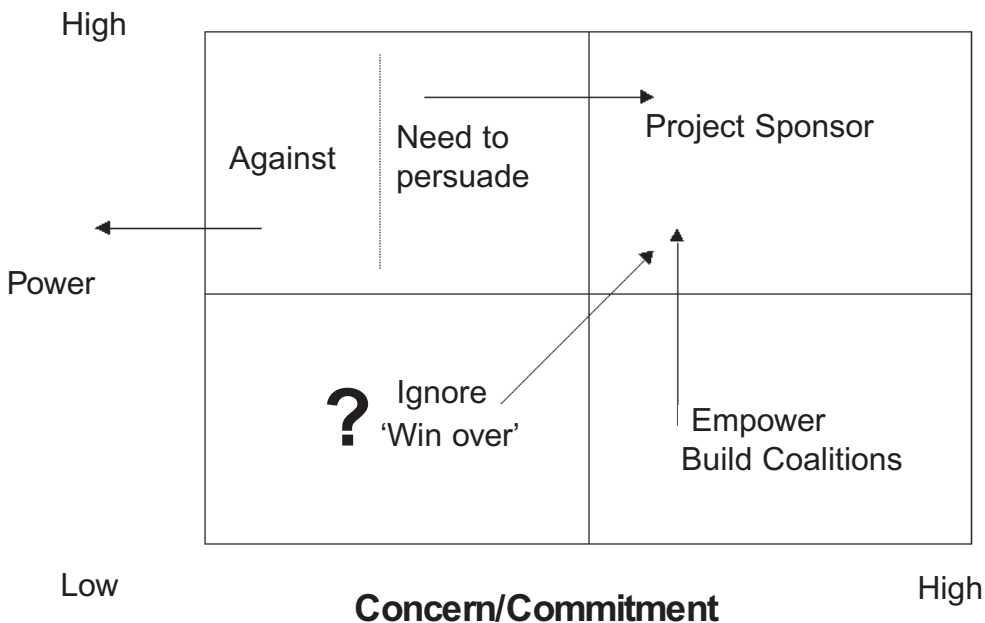 High
Against
Need to
persuade
Project Sponsor
Power
?
Ignore
‘Win over’
Empower
Build Coalitions
Low
High
Concern/Commitment